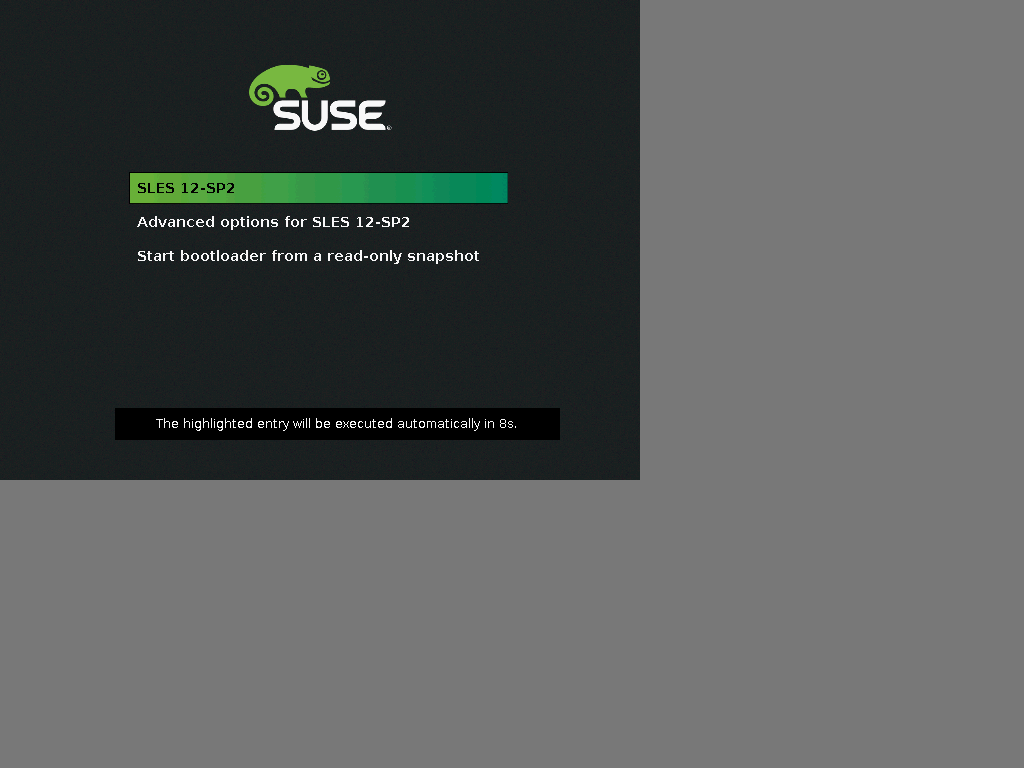 SUSE
SLES 12-SP2
Advanced options for SLES 12-SP2
Start bootloader from a read-only snapshot
The highlighted entry will be executed automatically in 8s.